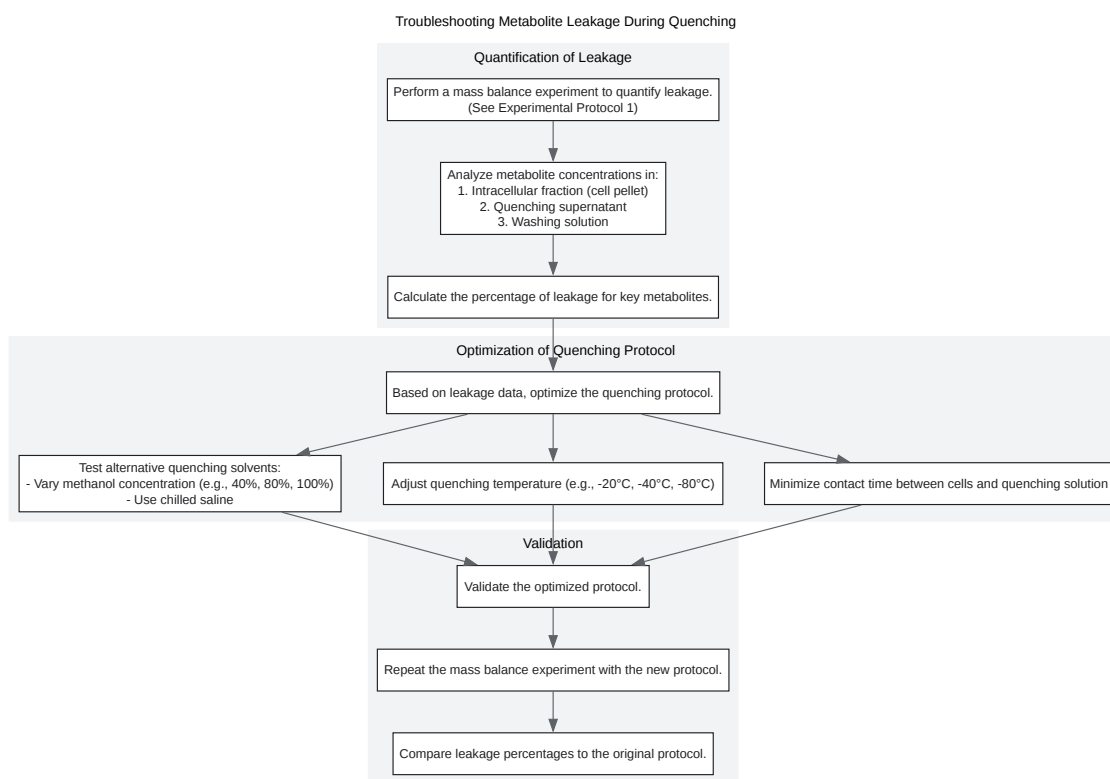 Troubleshooting Metabolite Leakage During Quenching
Quantification of Leakage
Perform a mass balance experiment to quantify leakage.
(See Experimental Protocol 1)
Analyze metabolite concentrations in:
1. Intracellular fraction (cell pellet)
2. Quenching supernatant
3. Washing solution
Calculate the percentage of leakage for key metabolites.
Optimization of Quenching Protocol
Based on leakage data, optimize the quenching protocol.
Test alternative quenching solvents:
- Vary methanol concentration (e.g., 40%, 80%, 100%)
- Use chilled saline
Adjust quenching temperature (e.g., -20°C, -40°C, -80°C)
Minimize contact time between cells and quenching solution
Validation
Validate the optimized protocol.
Repeat the mass balance experiment with the new protocol.
Compare leakage percentages to the original protocol.